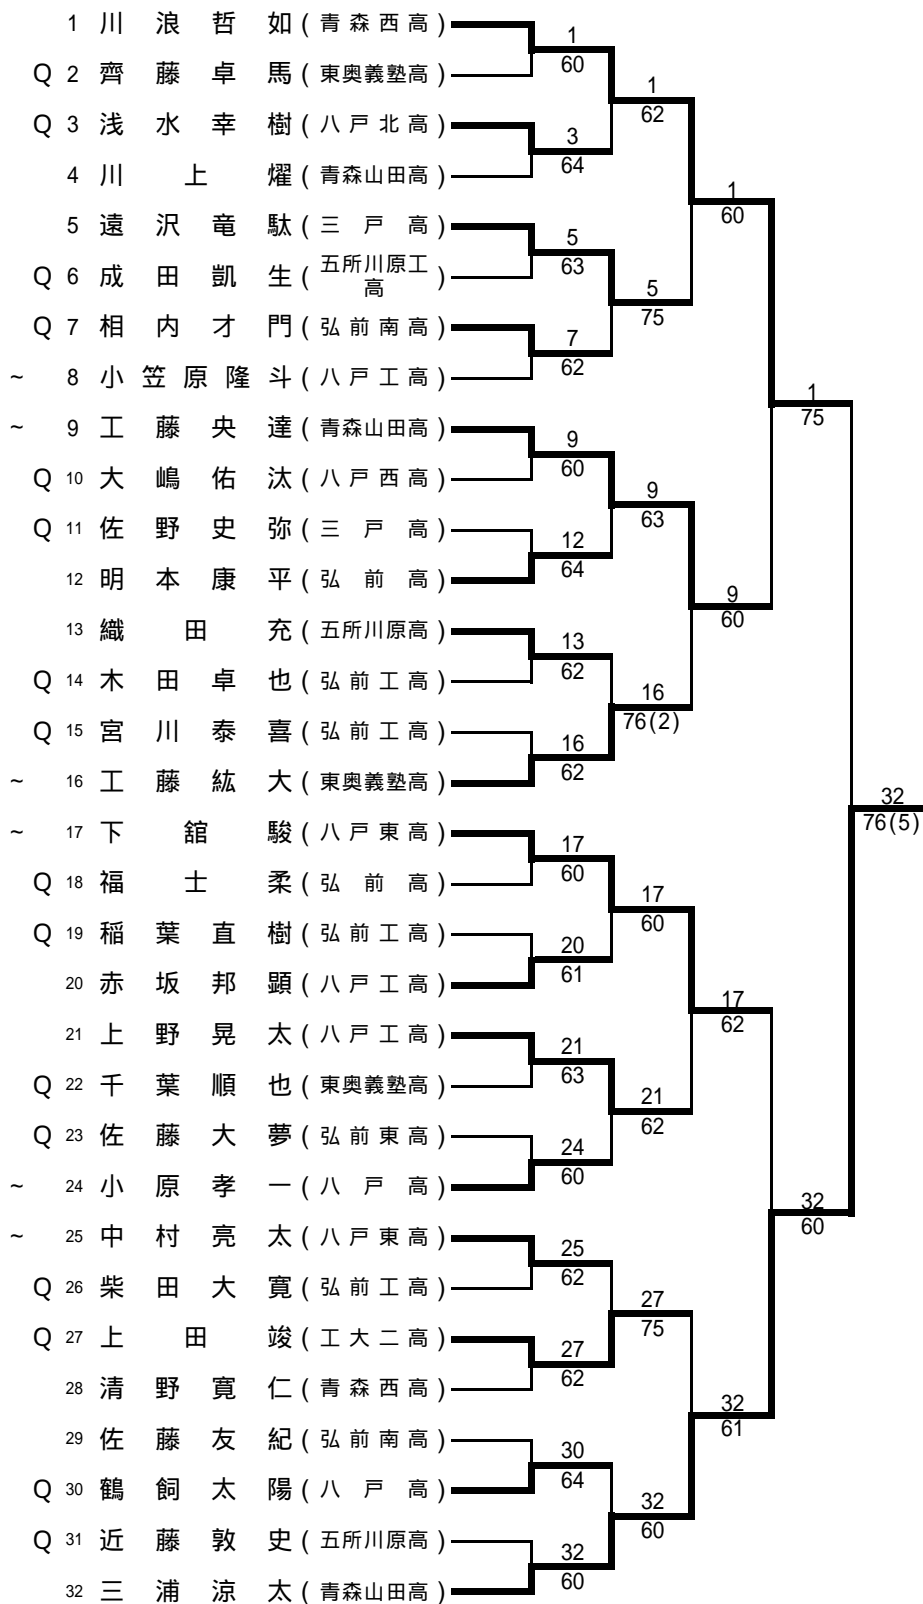 1 川浪哲如 (青森西高)
Q 2 齊藤卓馬 (東奥義塾高)
Q 3 浅水幸樹 (八戸北高)
4 川上燿 (青森山田高)
5 遠沢竜駄 (三戸高)
Q 6 成田凱生 (五所川原工高)
Q 7 相内才門 (弘前南高)
~ 8 小笠原隆斗 (八戸工高)
~ 9 工藤央達 (青森山田高)
Q 10 大嶋佑汰 (八戸西高)
Q 11 佐野史弥 (三戸高)
12 明本康平 (弘前高)
13 織田充 (五所川原高)
Q 14 木田卓也 (弘前工高)
Q 15 宮川泰喜 (弘前工高)
~ 16 工藤紘大 (東奥義塾高)
~ 17 下舘駿 (八戸東高)
Q 18 福士柔 (弘前高)
Q 19 稲葉直樹 (弘前工高)
20 赤坂邦顕 (八戸工高)
21 上野晃太 (八戸工高)
Q 22 千葉順也 (東奥義塾高)
Q 23 佐藤大夢 (弘前東高)
~ 24 小原孝一 (八戸高)
~ 25 中村亮太 (八戸東高)
Q 26 柴田大寛 (弘前工高)
Q 27 上田竣 (工大二高)
28 清野寛仁 (青森西高)
29 佐藤友紀 (弘前南高)
Q 30 鶴飼太陽 (八戸高)
Q 31 近藤敦史 (五所川原高)
32 三浦涼太 (青森山田高)
1
60
3
64
5
63
7
62
9
60
12
64
13
62
16
62
17
60
20
61
21
63
24
60
25
62
27
62
30
64
32
60
1
62
5
75
9
63
16
76(2)
17
60
21
62
27
75
32
60
1
60
9
60
17
62
32
61
1
75
32
60
32
76(5)